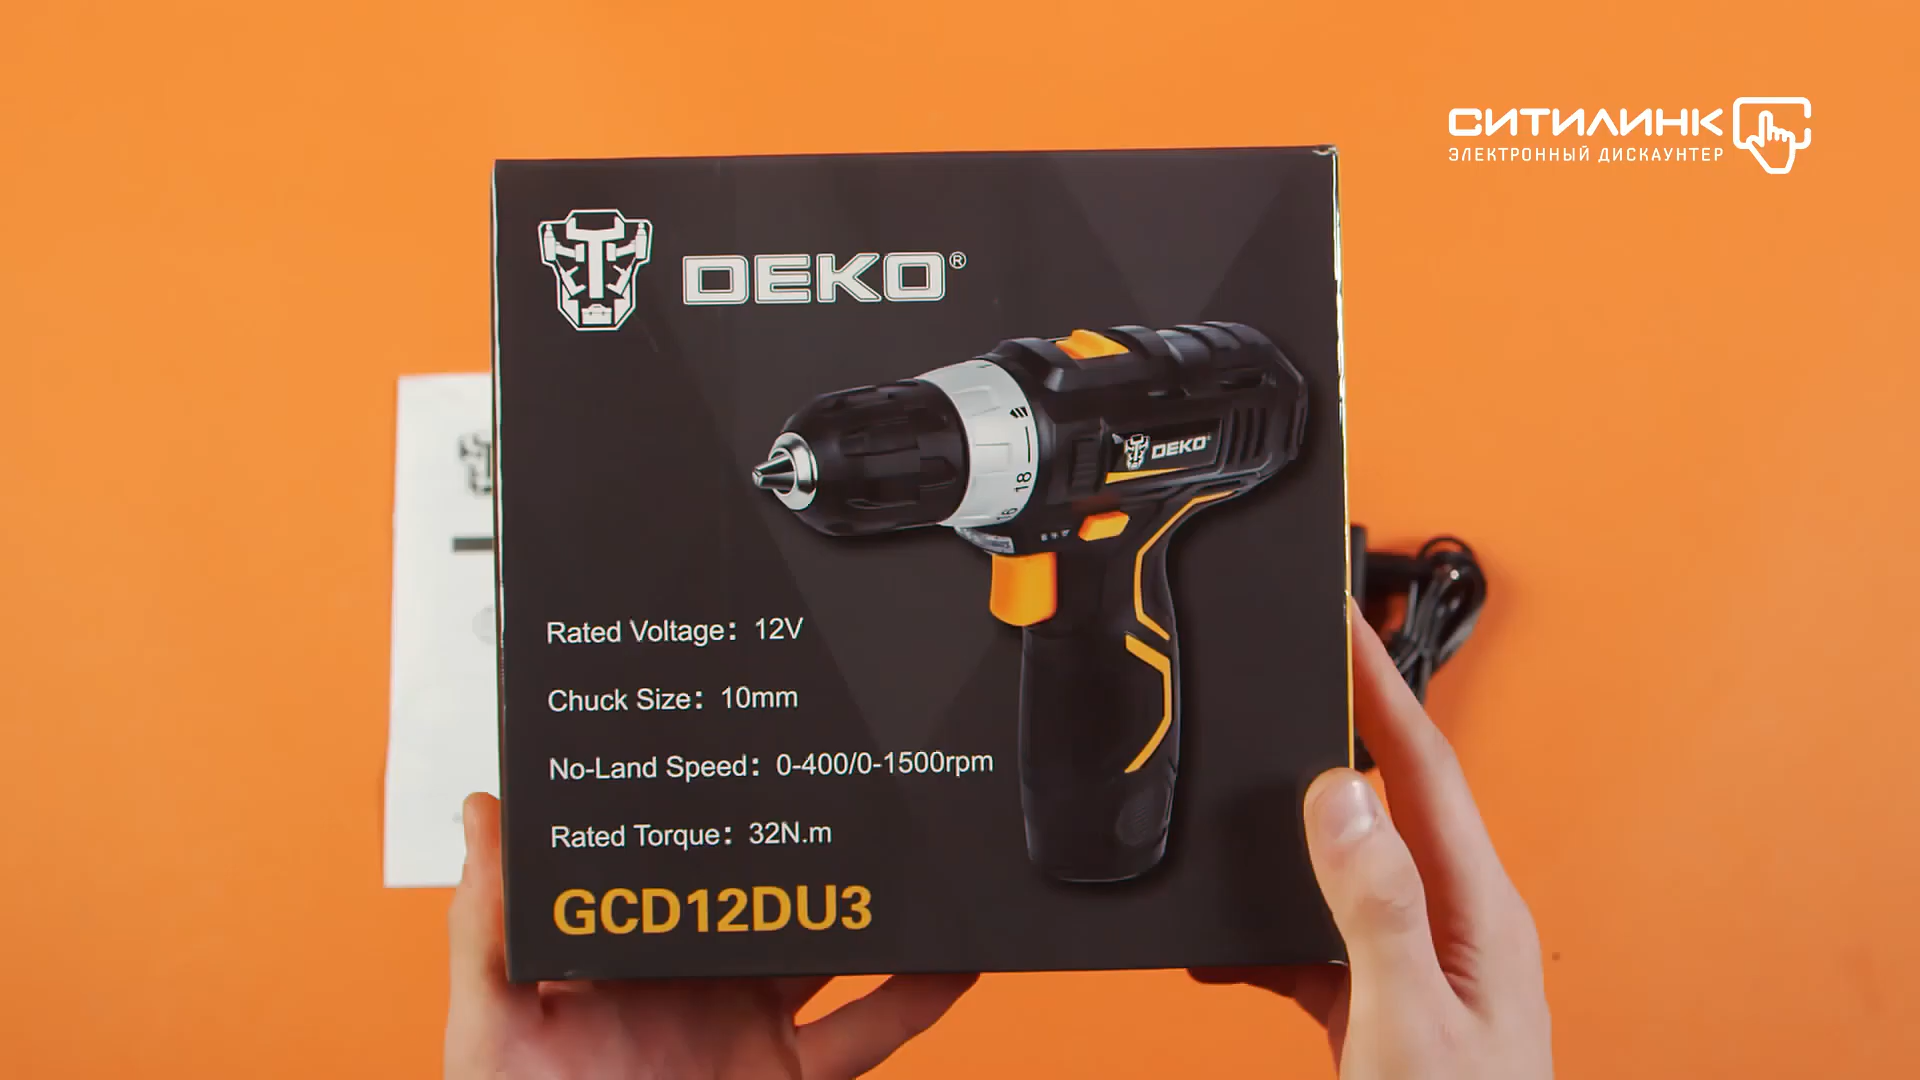 СИТИЛИНК
ЭЛЕКТРОННЫЙ ДИСКАУНТЕР
DEKO®
DEKO
18
16
Rated Voltage: 12V
Chuck Size: 10mm
No-Land Speed: 0-400/0-1500rpm
Rated Torque: 32N.m
GCD12DU3